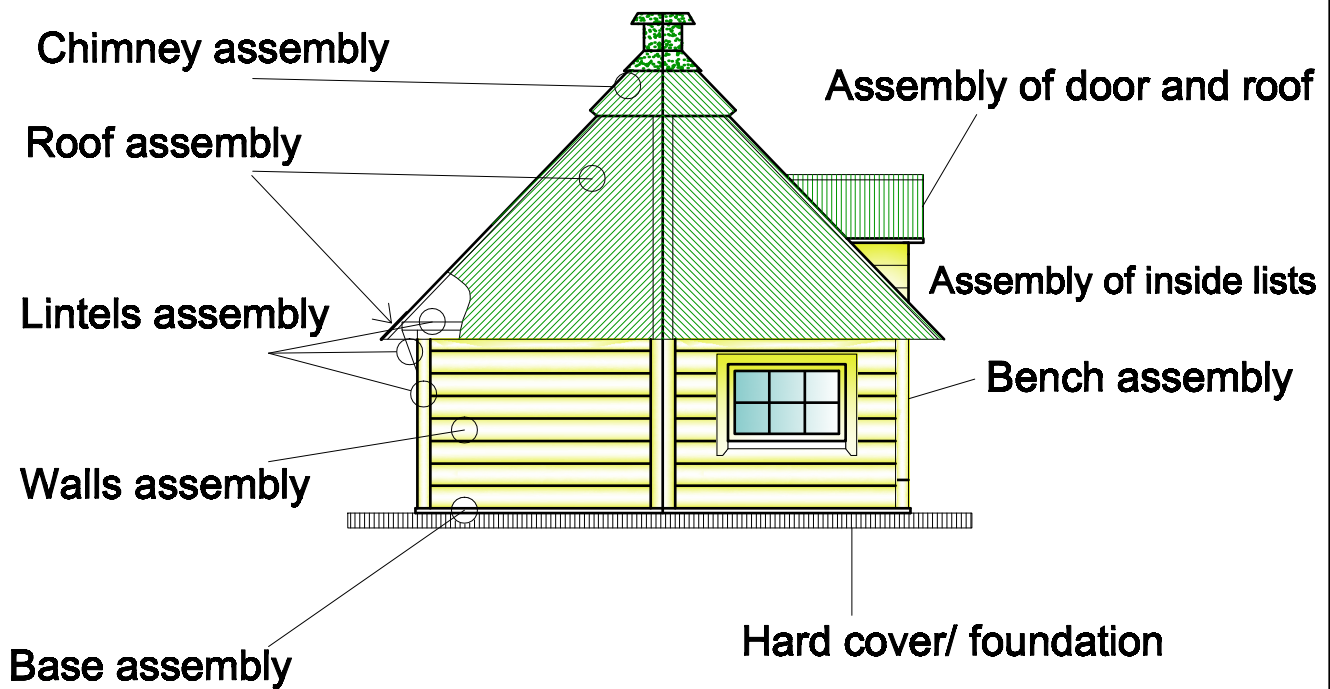 Chimney assembly
Assembly of door and roof
Roof assembly
Assembly of inside lists
Lintels assembly
Bench assembly
Walls assembly
Hard cover/ foundation
Base assembly